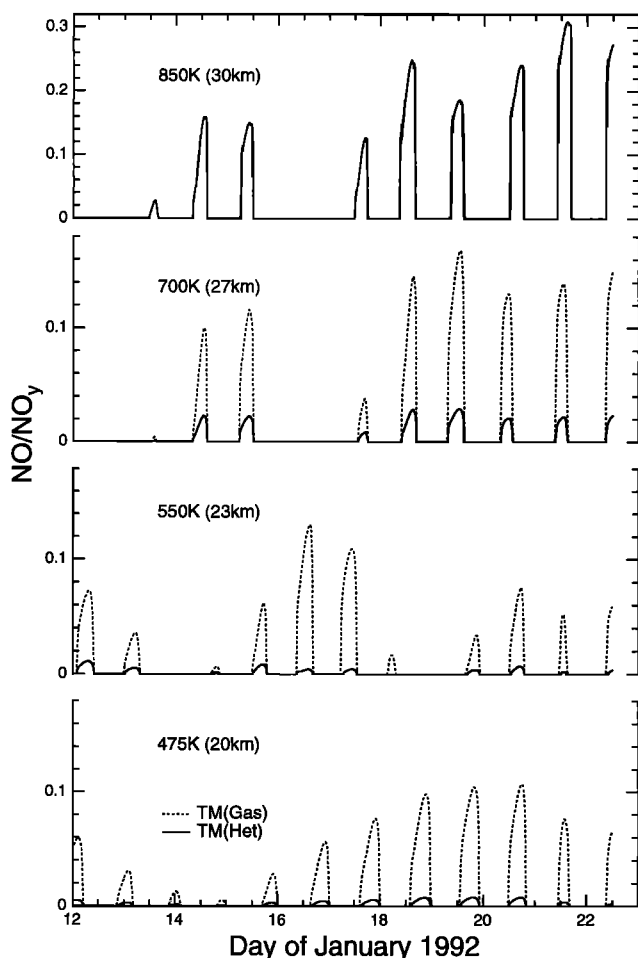 0.3
850K (30km)
0.2
0.1
0
700K (27km)
0.1
0
NO/NOy
550K (23km)
0.1
0
475K (20km)
0.1
TM(Gas)
TM(Het)
0
12 14 16 18 20 22
Day of January 1992